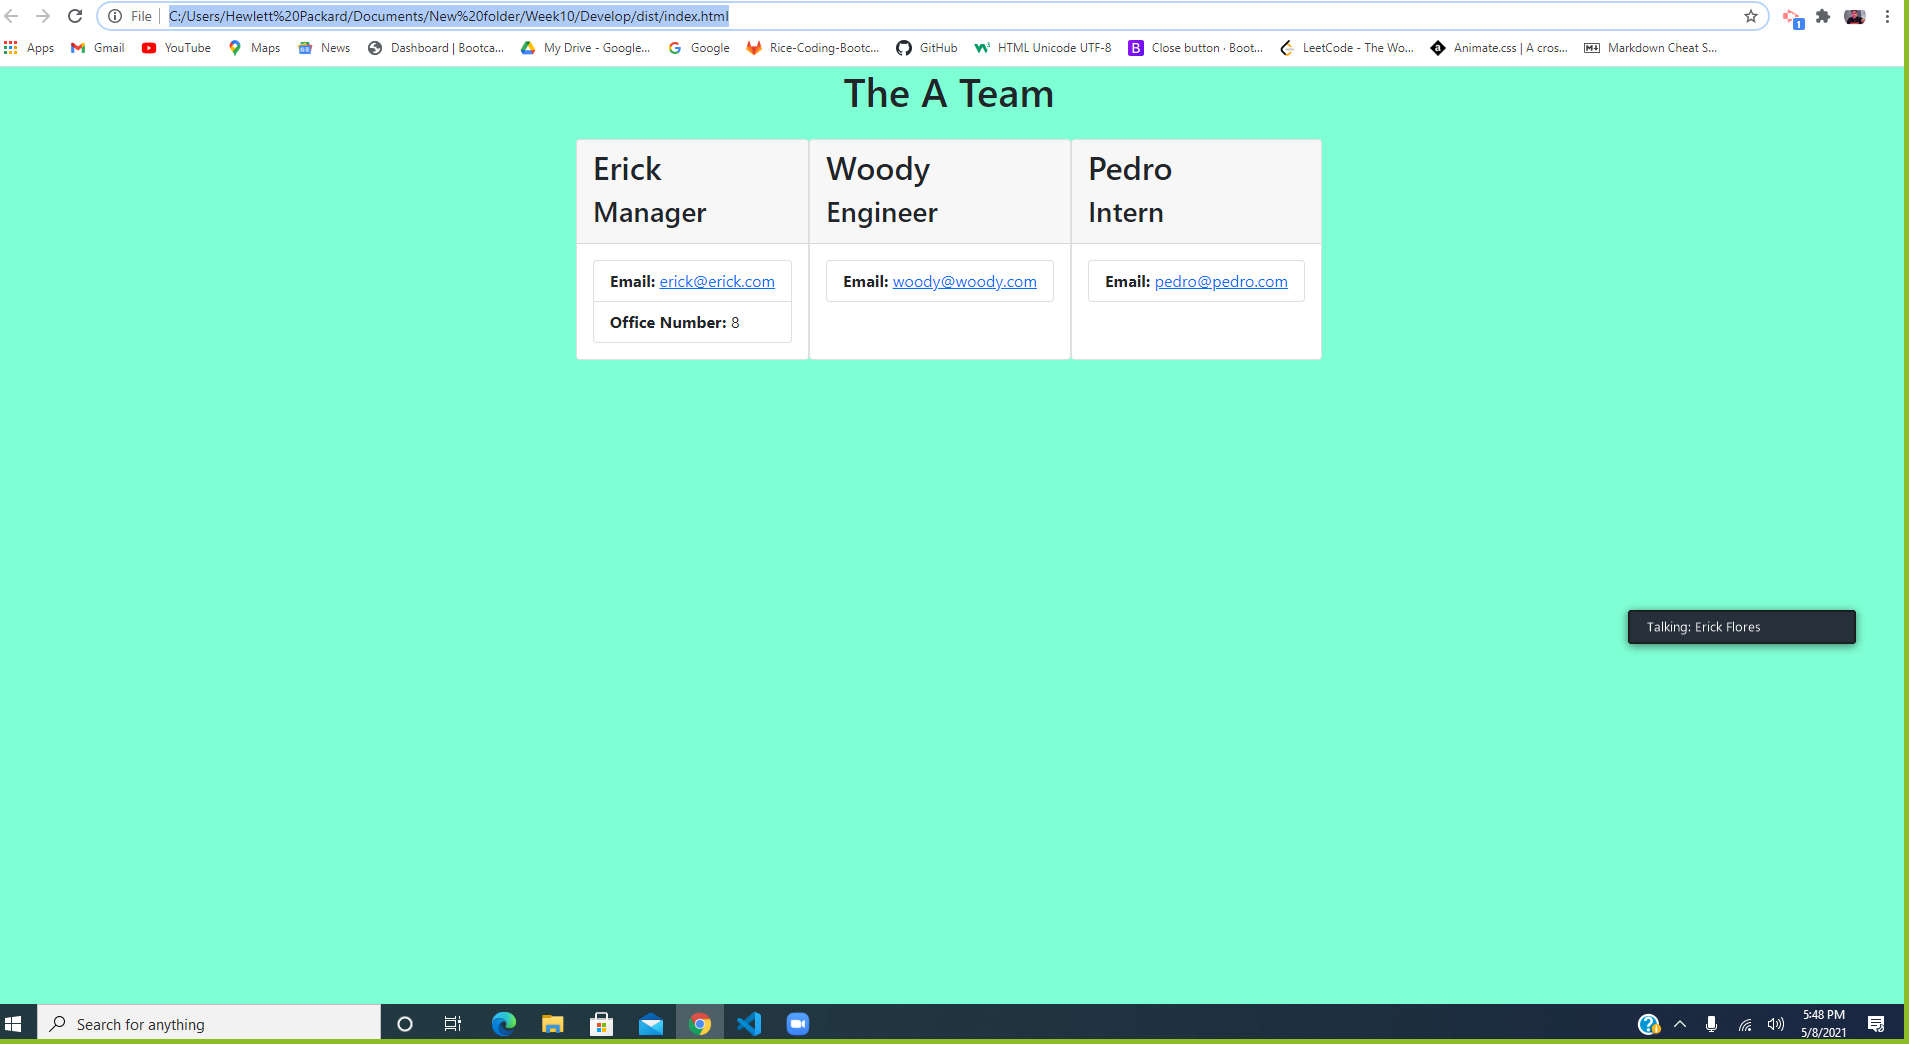 File
C:/Users/Hewlett%20Packard/Documents/New%20folder/Week10/Develop/dist/index.html
1
Apps
Gmail
YouTube
Maps
News
Dashboard | Bootca...
My Drive - Google...
Google
Rice-Coding-Bootc...
GitHub
HTML Unicode UTF-8
Close button · Boot...
LeetCode - The Wo...
Animate.css | A cros...
Markdown Cheat S...
The A Team
Erick
Manager
Email: erick@erick.com
Office Number: 8
Woody
Engineer
Email: woody@woody.com
Pedro
Intern
Email: pedro@pedro.com
Talking: Erick Flores
Search for anything
5:48 PM
5/8/2021